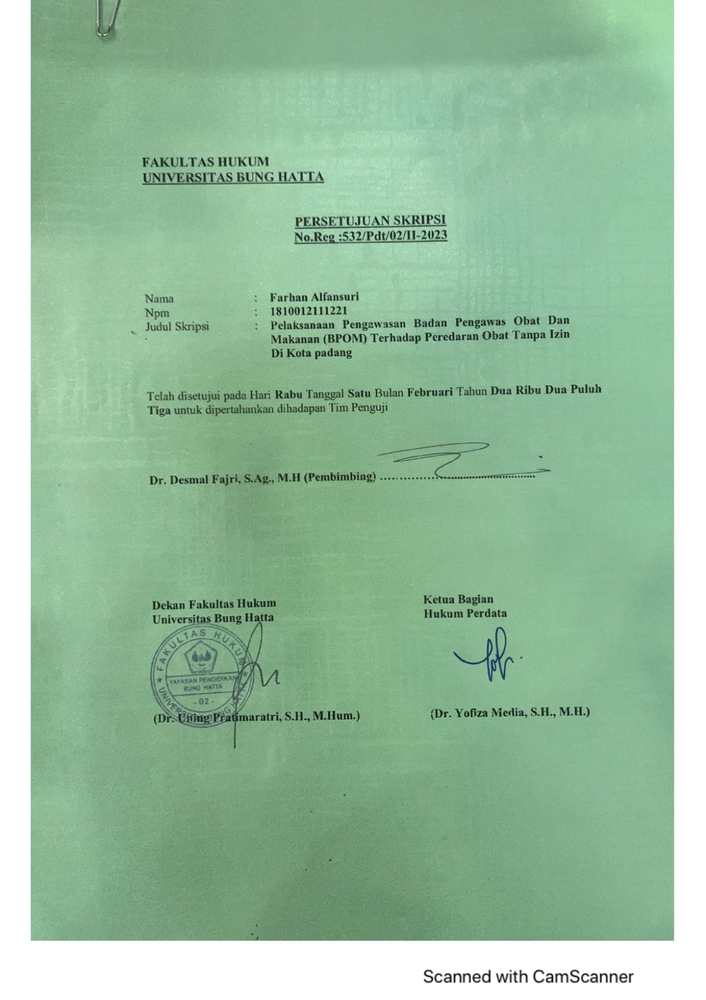 FAKULTAS HUKUM
UNIVERSITAS BUNG HATTA
PERSETUJUAN SKRIPSI
No.Reg :532/Pdt/02/II-2023
Nama : Farhan Alfansuri
Npm : 1810012111221
Judul Skripsi : Pelaksanaan Pengawasan Badan Pengawas Obat Dan
Makanan (BPOM) Terhadap Peredaran Obat Tanpa Izin
Di Kota padang
Telah disetujui pada Hari Rabu Tanggal Satu Bulan Februari Tahun Dua Ribu Dua Puluh
Tiga untuk dipertahankan dihadapan Tim Penguji
Dr. Desmal Fajri, S.Ag., M.H (Pembimbing) ..........................................
Dekan Fakultas Hukum
Universitas Bung Hatta
Ketua Bagian
Hukum Perdata
FAKULTAS HUKUM
YAYASAN PENDIDIKAN
BUNG HATTA
- 02 -
UNIVERSITAS BUNG HATTA
(Dr. Uning Pratimaratri, S.H., M.Hum.)
(Dr. Yofiza Media, S.H., M.H.)
Scanned with CamScanner